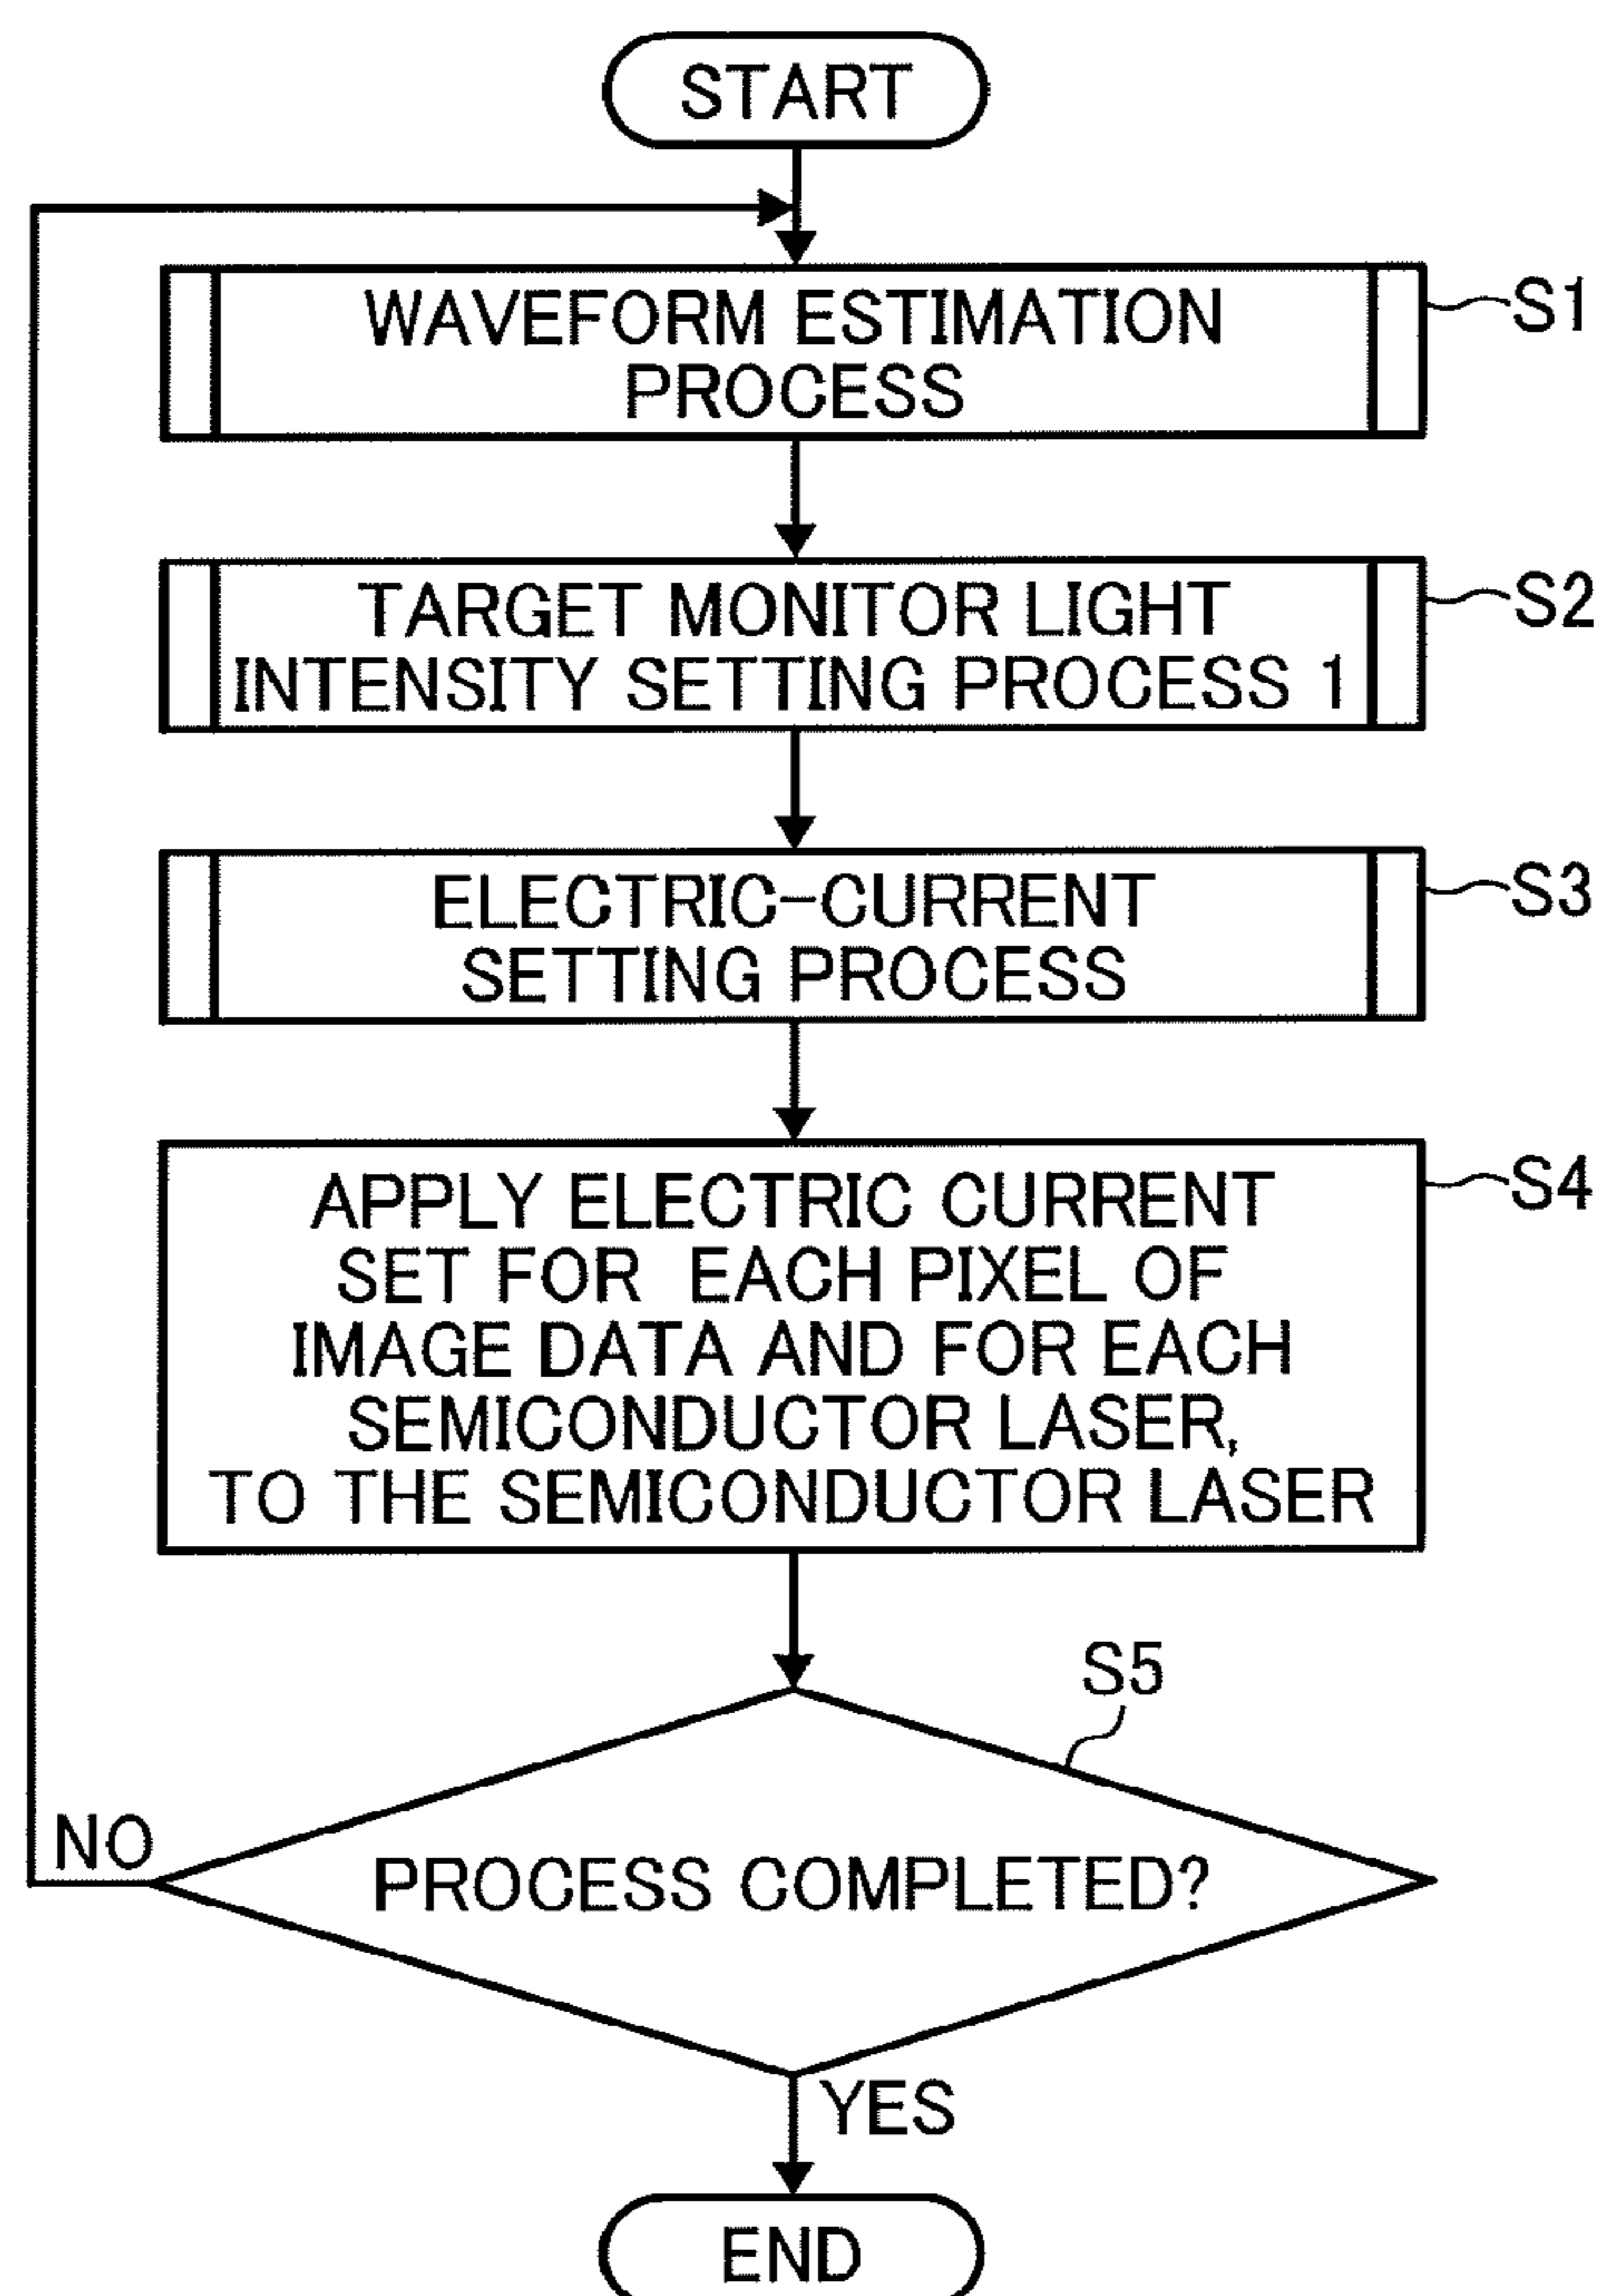 START
WAVEFORM ESTIMATION
PROCESS
S1
TARGET MONITOR LIGHT
INTENSITY SETTING PROCESS 1
S2
ELECTRIC-CURRENT
SETTING PROCESS
S3
APPLY ELECTRIC CURRENT
SET FOR EACH PIXEL OF
IMAGE DATA AND FOR EACH
SEMICONDUCTOR LASER,
TO THE SEMICONDUCTOR LASER
S4
S5
NO
PROCESS COMPLETED?
YES
END